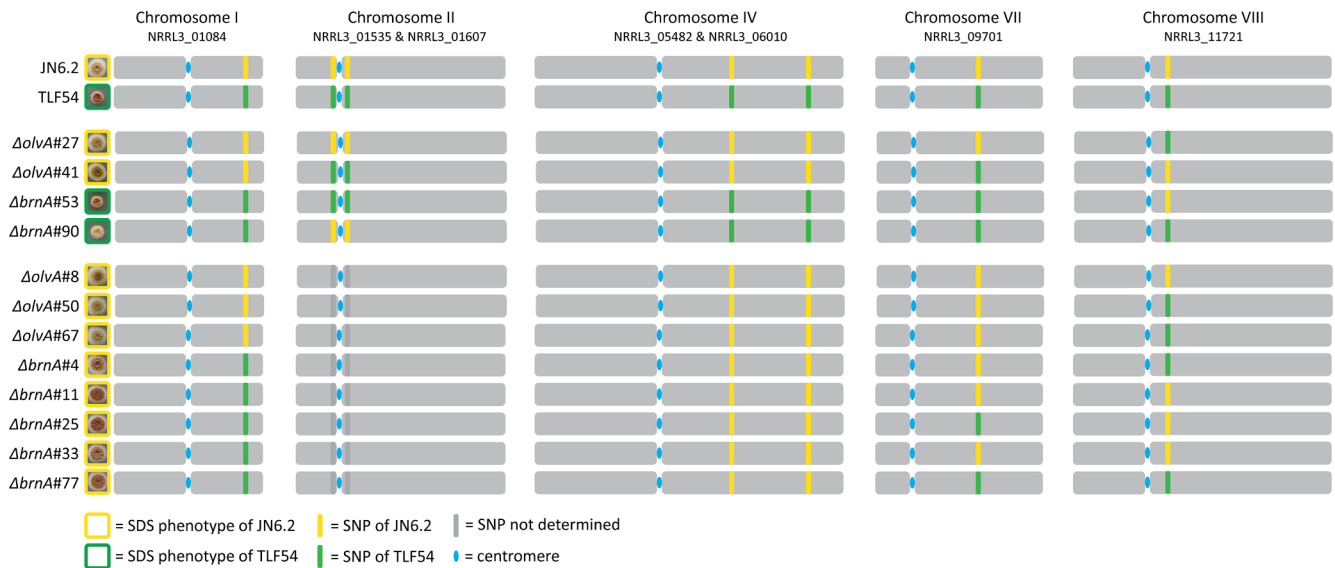 Chromosome I
Chromosome II
Chromosome IV
Chromosome VII
Chromosome VIII
NRRL3_01084
NRRL3_01535 & NRRL3_01607
NRRL3_05482 & NRRL3_06010
NRRL3_09701
NRRL3_11721
JN6.2
TLF54
ΔolvA#27
ΔolvA#41
ΔbrnA#53
ΔbrnA#90
ΔolvA#8
ΔolvA#50
ΔolvA#67
ΔbrnA#4
ΔbrnA#11
ΔbrnA#25
ΔbrnA#33
ΔbrnA#77
= SDS phenotype of JN6.2
= SNP of JN6.2
= SNP not determined
= SDS phenotype of TLF54
= SNP of TLF54
= centromere